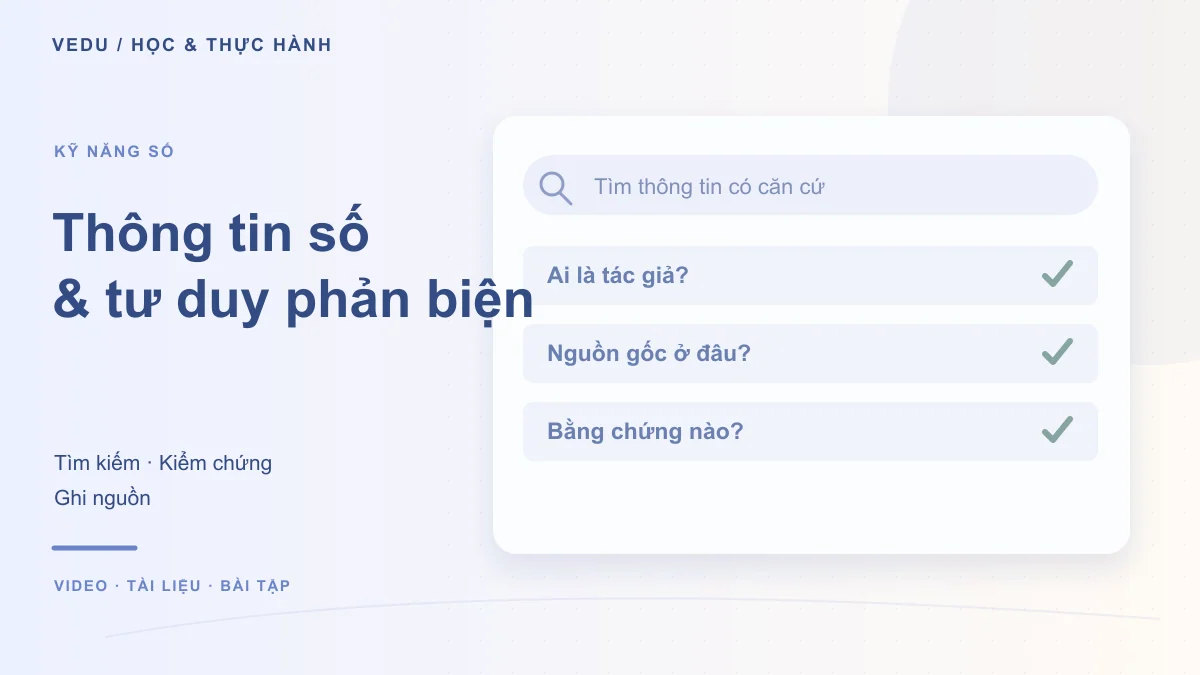 VEDU / HỌC & THỰC HÀNH
KỸ NĂNG SỐ
Thông tin số
& tư duy phản biện
Tìm kiếm · Kiểm chứng
Ghi nguồn
VIDEO · TÀI LIỆU · BÀI TẬP
Tìm thông tin có căn cứ
Ai là tác giả?
Nguồn gốc ở đâu?
Bằng chứng nào?